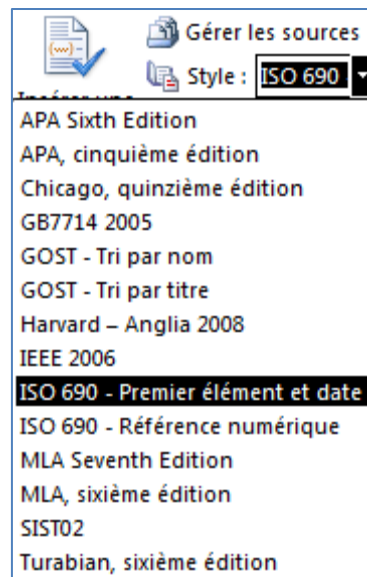 Gérer les sources
Style : ISO 690
APA Sixth Edition
APA, cinquième édition
Chicago, quinzième édition
GB7714 2005
GOST - Tri par nom
GOST - Tri par titre
Harvard – Anglia 2008
IEEE 2006
ISO 690 - Premier élément et date
ISO 690 - Référence numérique
MLA Seventh Edition
MLA, sixième édition
SIST02
Turabian, sixième édition